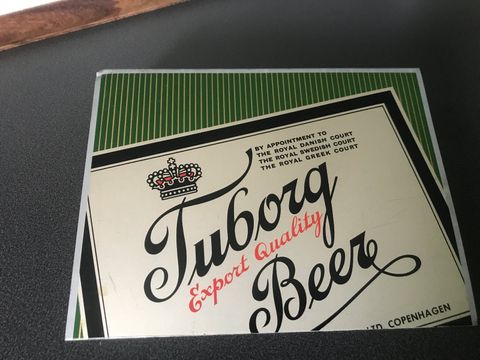 BY APPOINTMENT TO
THE ROYAL DANISH COURT
THE ROYAL SWEDISH COURT
THE ROYAL GREEK COURT
Tuborg
Export Quality
Beer
LTD COPENHAGEN